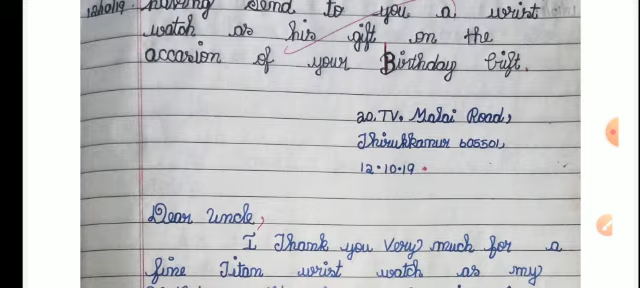 12/10/19 having send to you a wrist
watch as his gift on the
accasion of your Birthday Gift.
20, TV. Malai Road,
Thirukkanur 605501,
12.10.19.
Dear Uncle,
I Thank you very much for a
fine Titan wrist watch as my